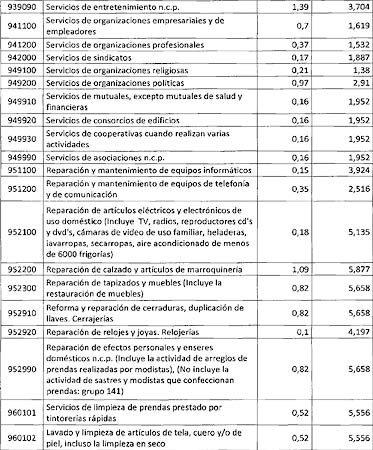 939090 Servicios de entretenimiento n.c.p. 1,39 3,704
941100 Servicios de organizaciones empresariales y de
empleadores 0,7 1,619
941200 Servicios de organizaciones profesionales 0,37 1,532
942000 Servicios de sindicatos 0,17 1,887
949100 Servicios de organizaciones religiosas 0,21 1,38
949200 Servicios de organizaciones políticas 0,97 2,91
949910 Servicios de mutuales, excepto mutuales de salud y
financieras 0,16 1,952
949920 Servicios de consorcios de edificios 0,16 1,952
949930 Servicios de cooperativas cuando realizan varias
actividades 0,16 1,952
949990 Servicios de asociaciones n.c.p. 0,16 1,952
951100 Reparación y mantenimiento de equipos informáticos 0,15 3,924
951200 Reparación y mantenimiento de equipos de telefonía
y de comunicación 0,35 2,516
952100 Reparación de artículos eléctricos y electrónicos de
uso doméstico (Incluye TV, radios, reproductores cd's
y dvd's, cámaras de video de uso familiar, heladeras,
lavarropas, secarropas, aire acondicionado de menos
de 6000 frigorías) 0,18 5,135
952200 Reparación de calzado y artículos de marroquinería 1,09 5,877
952300 Reparación de tapizados y muebles (Incluye la
restauración de muebles) 0,82 5,658
952910 Reforma y reparación de cerraduras, duplicación de
llaves. Cerrajerías 0,82 5,658
952920 Reparación de relojes y joyas. Relojerías 0,1 4,197
952990 Reparación de efectos personales y enseres
domésticos n.c.p. (Incluye la actividad de arreglos de
prendas realizadas por modistas), (No incluye la
actividad de sastres y modistas que confeccionan
prendas: grupo 141) 0,82 5,658
960101 Servicios de limpieza de prendas prestado por
tintorerías rápidas 0,52 5,556
960102 Lavado y limpieza de artículos de tela, cuero y/o de
piel, incluso la limpieza en seco 0,52 5,556